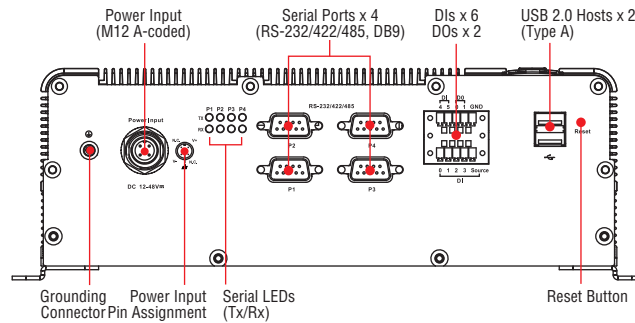 Power Input
(M12 A-coded)
Serial Ports x 4
(RS-232/422/485, DB9)
DIs x 6
DOs x 2
USB 2.0 Hosts x 2
(Type A)
Power Input
DC 12-48V
N.C.
V+
V-
N.C.
P1 P2 P3 P4
TX
RX
RS-232/422/485
P2
P4
P1
P3
DI DO
4 5 0 1 GND
0 1 2 3 Source
DI
Reset
Grounding
Connector
Power Input
Pin Assignment
Serial LEDs
(Tx/Rx)
Reset Button